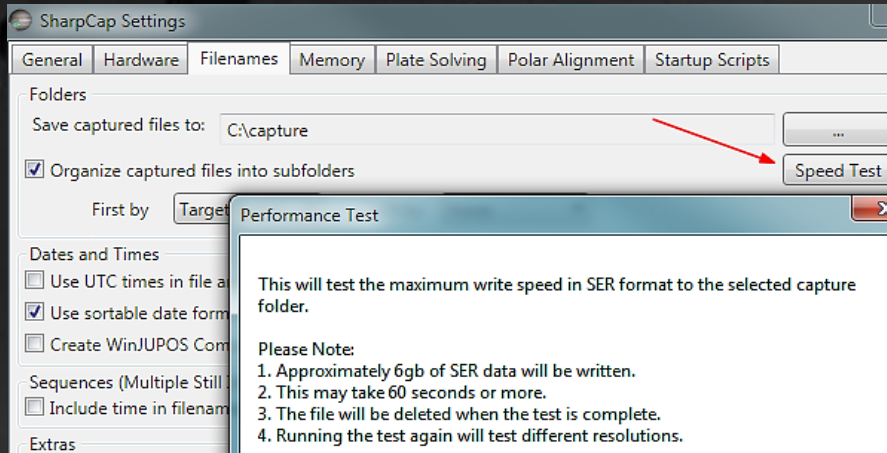 SharpCap Settings
General Hardware Filenames Memory Plate Solving Polar Alignment Startup Scripts
Folders
Save captured files to: C:\capture ...
Organize captured files into subfolders Speed Test
First by Target
Performance Test
Dates and Times
Use UTC times in file
This will test the maximum write speed in SER format to the selected capture
folder.
Use sortable date form
Create WinJUPOS Com
Please Note:
1. Approximately 6gb of SER data will be written.
2. This may take 60 seconds or more.
3. The file will be deleted when the test is complete.
4. Running the test again will test different resolutions.
Sequences (Multiple Still
Include time in filenam
Extras